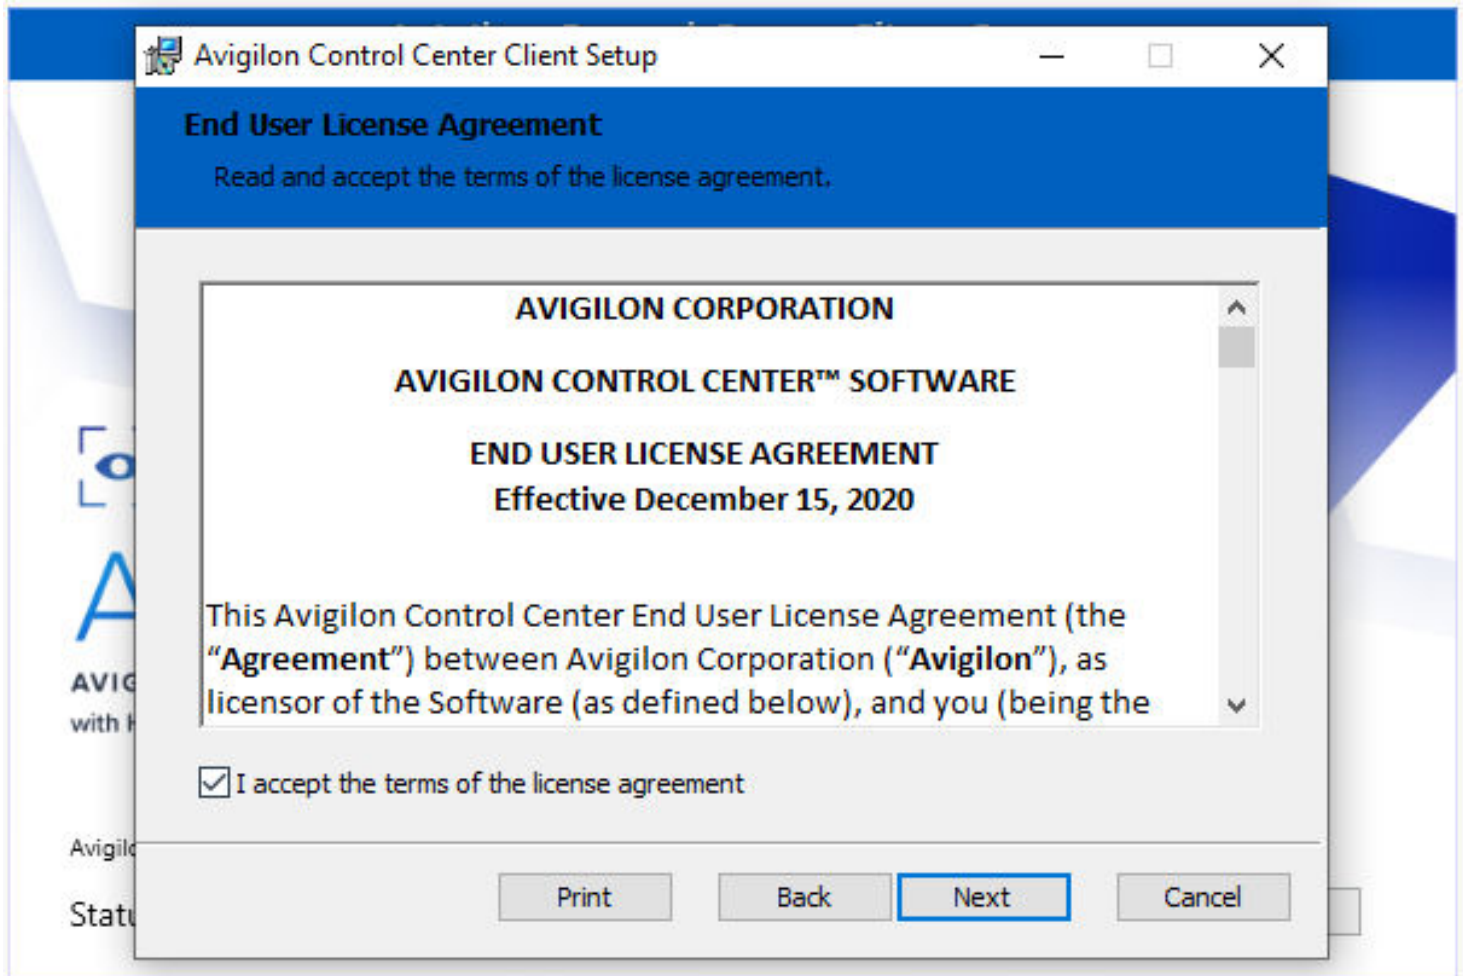 Avigilon Control Center Client Setup
End User License Agreement
Read and accept the terms of the license agreement.
AVIGILON CORPORATION
AVIGILON CONTROL CENTER™ SOFTWARE
END USER LICENSE AGREEMENT
Effective December 15, 2020
This Avigilon Control Center End User License Agreement (the
“Agreement”) between Avigilon Corporation (“Avigilon”), as
licensor of the Software (as defined below), and you (being the
I accept the terms of the license agreement
Print Back Next Cancel
with